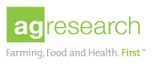 agresearch
Farming, Food and Health. First™